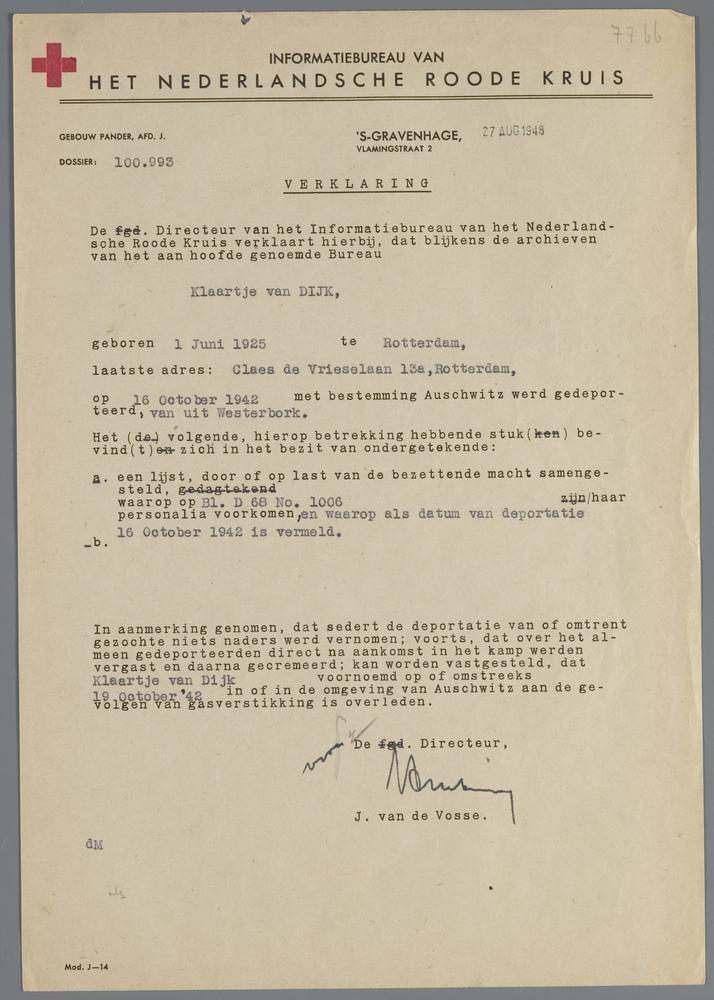 7766
INFORMATIEBUREAU VAN
HET NEDERLANDSCHE ROODE KRUIS
GEBOUW PANDER, AFD. J.
'S-GRAVENHAGE, 27 AUG 1948
VLAMINGSTRAAT 2
DOSSIER: 100.993
VERKLARING
De fgd. Directeur van het Informatiebureau van het Nederland-
sche Roode Kruis verklaart hierbij, dat blijkens de archieven
van het aan hoofde genoemde Bureau
Klaartje van DIJK,
geboren 1 Juni 1925 te Rotterdam,
laatste adres: Claes de Vrieselaan 13a, Rotterdam,
op 16 October 1942 met bestemming Auschwitz werd gedepor-
teerd, van uit Westerbork.
Het (de) volgende, hierop betrekking hebbende stuk(ken) be-
vind(t)en zich in het bezit van ondergetekende:
a. een lijst, door of op last van de bezettende macht samenge-
steld, gedagtekend
waarop op Bl. D 68 No. 1006 zijn/haar
personalia voorkomen, en waarop als datum van deportatie
16 October 1942 is vermeld.
b.
In aanmerking genomen, dat sedert de deportatie van of omtrent
gezochte niets naders werd vernomen; voorts, dat over het al-
meen gedeporteerden direct na aankomst in het kamp werden
vergast en daarna gecremeerd; kan worden vastgesteld, dat
Klaartje van Dijk voornoemd op of omstreeks
19 October '42 in of in de omgeving van Auschwitz aan de ge-
volgen van gasverstikking is overleden.
De fgd. Directeur,
J. van de Vosse.
dM
Mod. J—14